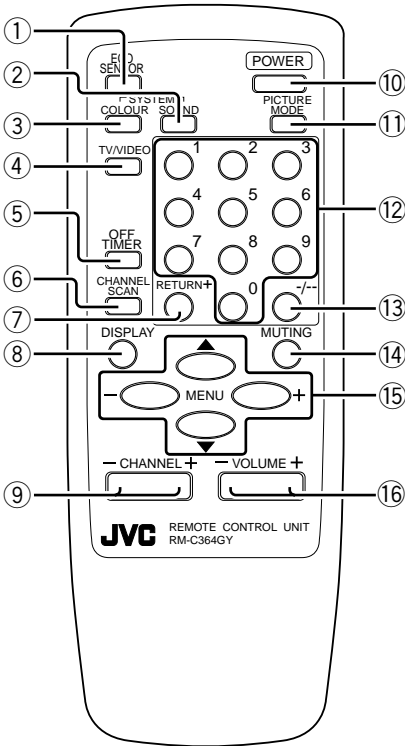 ①
ECO
SENSOR
POWER
⑩
②
SYSTEM
③
COLOUR
SOUND
PICTURE
MODE
⑪
④
TV/VIDEO
1 2 3
4 5 6
⑫
⑤
OFF
TIMER
7 8 9
⑥
CHANNEL
SCAN
RETURN+
0
-/--
⑬
⑦
⑧
DISPLAY
MUTING
⑭
− MENU +
⑮
− CHANNEL +
− VOLUME +
⑨
⑯
JVC
REMOTE CONTROL UNIT
RM-C364GY